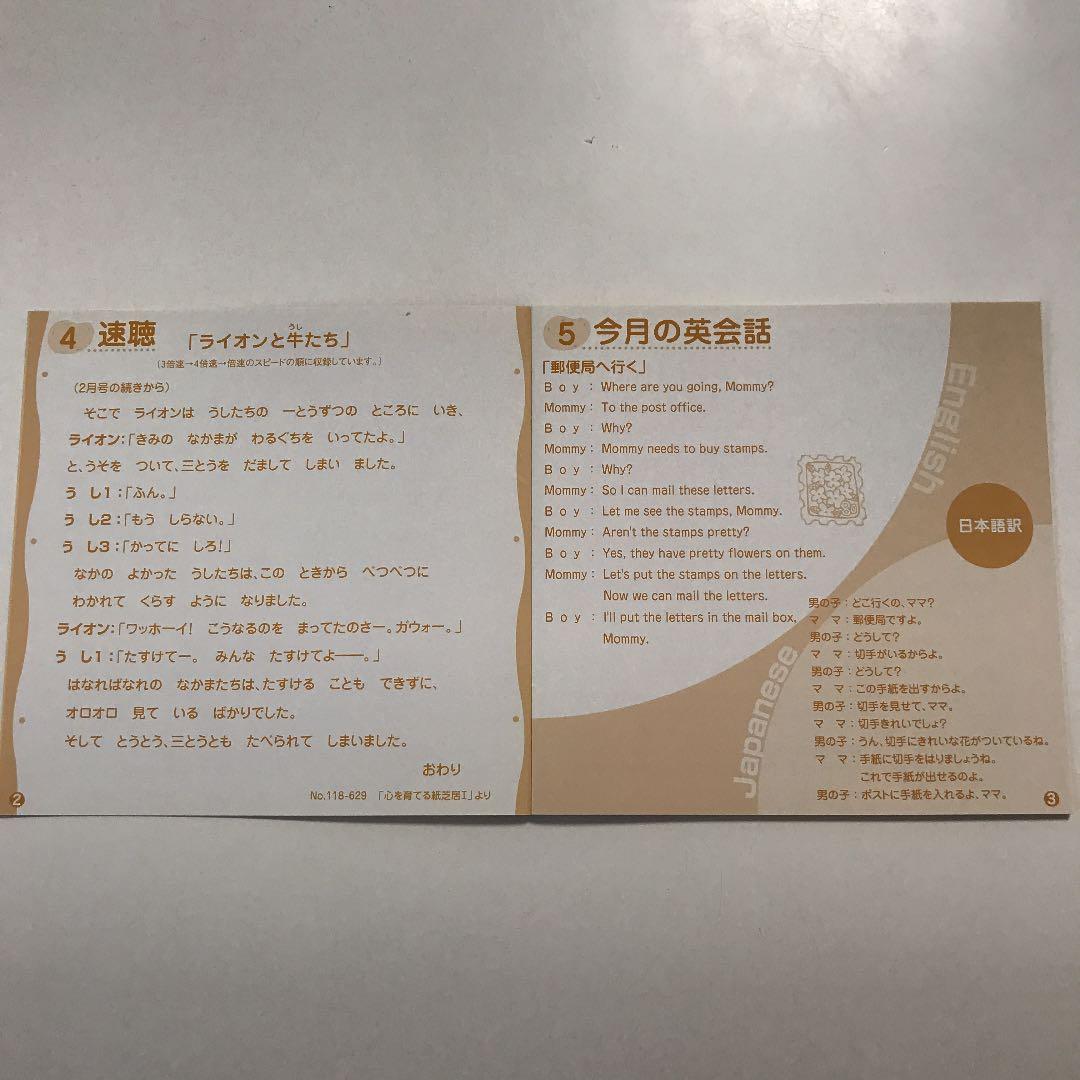 4 速聴 「ライオンと牛たち」
うし
(3倍速→4倍速→倍速のスピードの順に収録しています。)
(2月号の続きから)
そこで ライオンは うしたちの 一とうずつの ところに いき、
ライオン:「きみの なかまが わるぐちを いってたよ。」
と、うそを ついて、三とうを だまして しまい ました。
う し1:「ふん。」
う し2:「もう しらない。」
う し3:「かってに しろ!」
なかの よかった うしたちは、この ときから べつべつに
わかれて くらす ように なりました。
ライオン:「ワッホーイ! こうなるのを まってたのさー。ガウォー。」
う し1:「たすけてー。 みんな たすけてよ――。」
はなればなれの なかまたちは、たすける ことも できずに、
オロオロ 見て いる ばかりでした。
そして とうとう、三とうとも たべられて しまいました。
おわり
No.118-629 「心を育てる紙芝居I」より
2
5 今月の英会話
「郵便局へ行く」
Boy: Where are you going, Mommy?
Mommy: To the post office.
Boy: Why?
Mommy: Mommy needs to buy stamps.
Boy: Why?
Mommy: So I can mail these letters.
Boy: Let me see the stamps, Mommy.
Mommy: Aren't the stamps pretty?
Boy: Yes, they have pretty flowers on them.
Mommy: Let's put the stamps on the letters.
Now we can mail the letters.
Boy: I'll put the letters in the mail box,
Mommy.
English
80
日本語訳
Japanese
男の子:どこ行くの、ママ?
マ マ:郵便局ですよ。
男の子:どうして?
マ マ:切手がいるからよ。
男の子:どうして?
マ マ:この手紙を出すからよ。
男の子:切手を見せて、ママ。
マ マ:切手きれいでしょ?
男の子:うん、切手にきれいな花がついているね。
マ マ:手紙に切手をはりましょうね。
これで手紙が出せるのよ。
男の子:ポストに手紙を入れるよ、ママ。
3